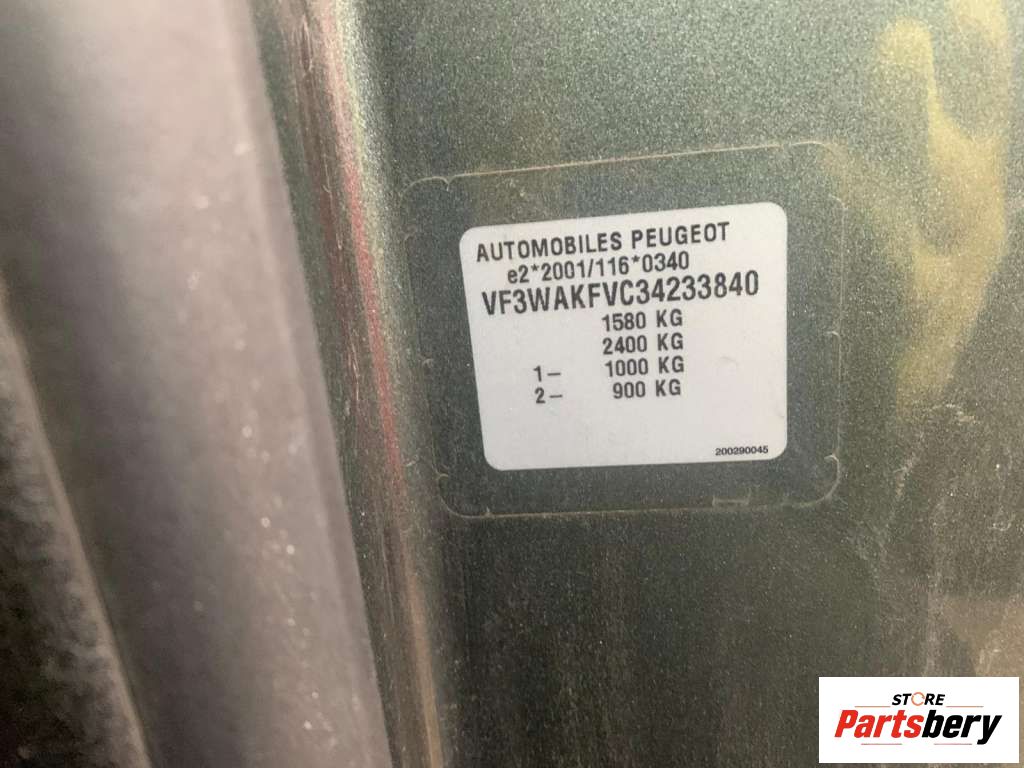 AUTOMOBILES PEUGEOT
e2*2001/116*0340
VF3WAKFVC34233840
1580 KG
2400 KG
1– 1000 KG
2– 900 KG
200290045
STORE
Partsbery